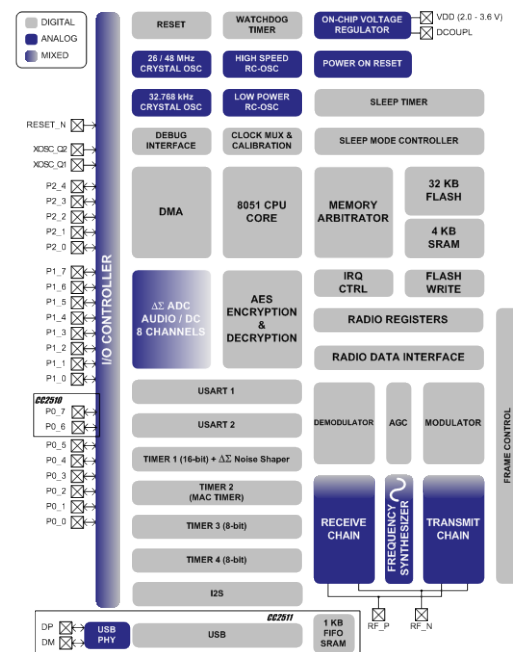 DIGITAL
ANALOG
MIXED
RESET
WATCHDOG
TIMER
ON-CHIP VOLTAGE
REGULATOR
VDD (2.0 - 3.6 V)
DCOUPL
26 / 48 MHz
CRYSTAL OSC
HIGH SPEED
RC-OSC
POWER ON RESET
32.768 kHz
CRYSTAL OSC
LOW POWER
RC-OSC
SLEEP TIMER
DEBUG
INTERFACE
CLOCK MUX &
CALIBRATION
SLEEP MODE CONTROLLER
RESET_N
XOSC_Q2
XOSC_Q1
P2_4
P2_3
P2_2
P2_1
P2_0
P1_7
P1_6
P1_5
P1_4
P1_3
P1_2
P1_1
P1_0
CC2510
P0_7
P0_6
P0_5
P0_4
P0_3
P0_2
P0_1
P0_0
I/O CONTROLLER
DMA
8051 CPU
CORE
MEMORY
ARBITRATOR
32 KB
FLASH
4 KB
SRAM
ΔΣ ADC
AUDIO / DC
8 CHANNELS
AES
ENCRYPTION
&
DECRYPTION
IRQ
CTRL
FLASH
WRITE
RADIO REGISTERS
RADIO DATA INTERFACE
USART 1
USART 2
TIMER 1 (16-bit) + ΔΣ Noise Shaper
TIMER 2
(MAC TIMER)
TIMER 3 (8-bit)
TIMER 4 (8-bit)
I2S
DEMODULATOR
AGC
MODULATOR
RECEIVE
CHAIN
FREQUENCY
SYNTHESIZER
TRANSMIT
CHAIN
FRAME CONTROL
RF_P
RF_N
CC2511
DP
DM
USB
PHY
USB
1 KB
FIFO
SRAM